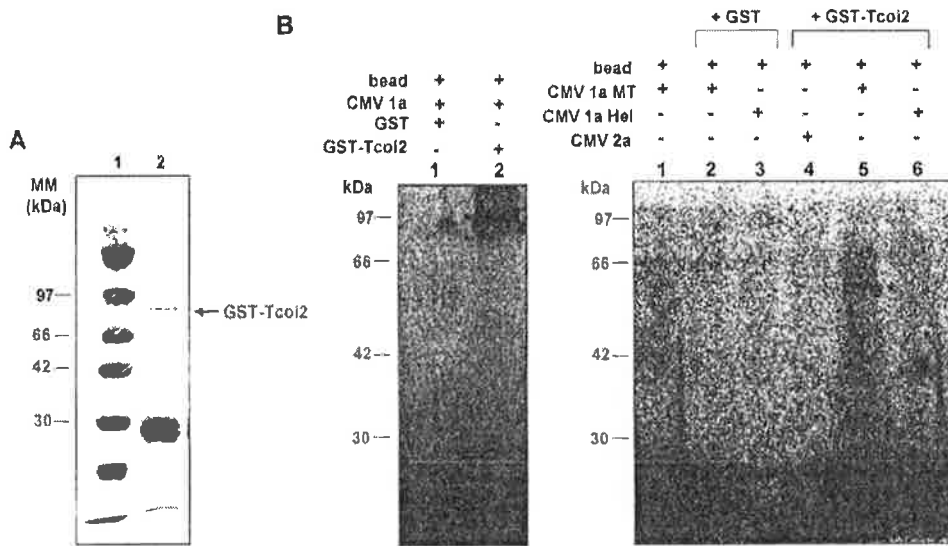 A
1 2
MM
(kDa)
97
66
42
30
GST-Tcoi2
B
bead + +
CMV 1a + +
GST + -
GST-Tcoi2 - +
1 2
kDa
97
66
42
30
+ GST + GST-Tcoi2
bead + + + + + +
CMV 1a MT + + - - + -
CMV 1a Hel - - + - - +
CMV 2a - - - + - -
1 2 3 4 5 6
kDa
97
66
42
30